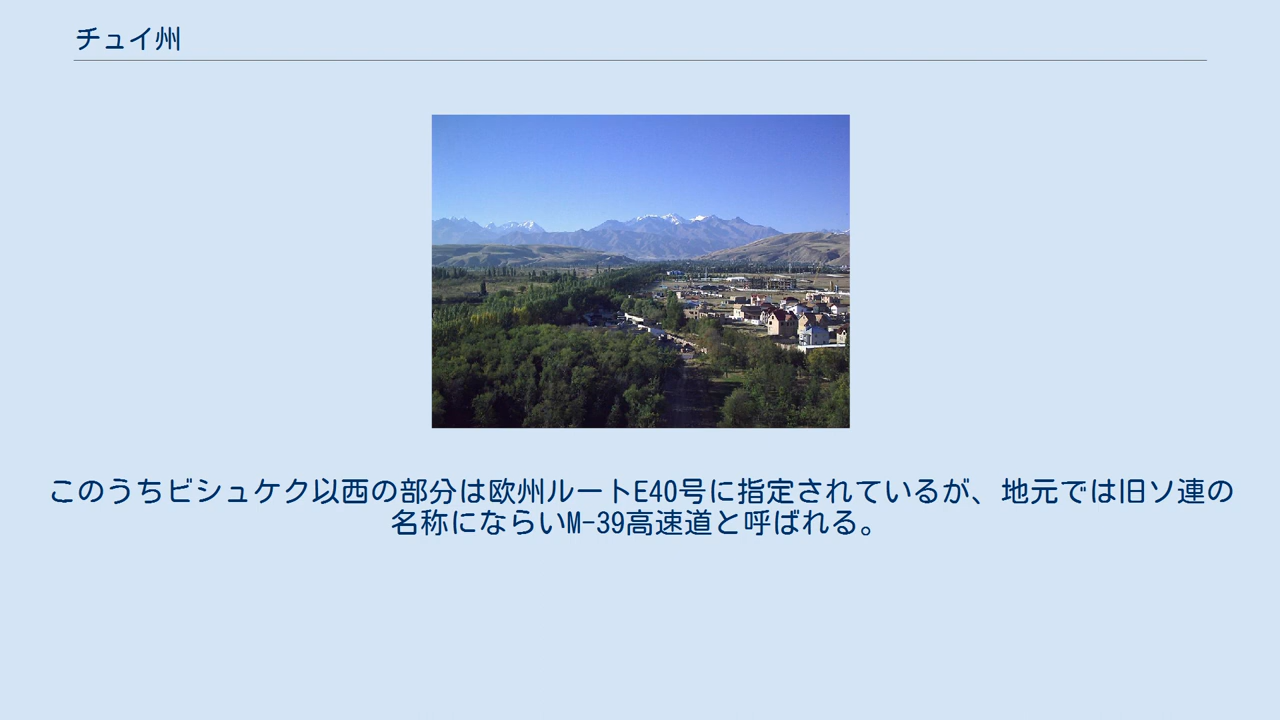 チュイ州
このうちビシュケク以西の部分は欧州ルートE40号に指定されているが、地元では旧ソ連の
名称にならいM-39高速道と呼ばれる。